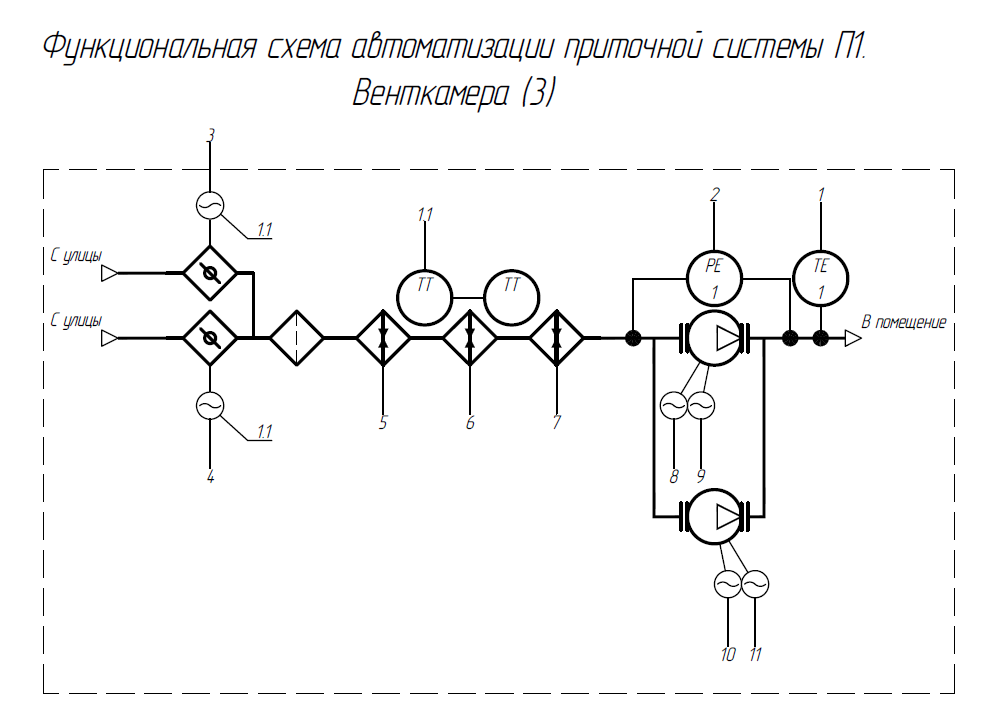 Функциональная схема автоматизации приточной системы П1.
Венткамера (3)
3
1.1
С улицы
С улицы
1.1
4
1.1
TT
TT
5
6
7
2
PE
1
1
TE
1
В помещение
8
9
10
11